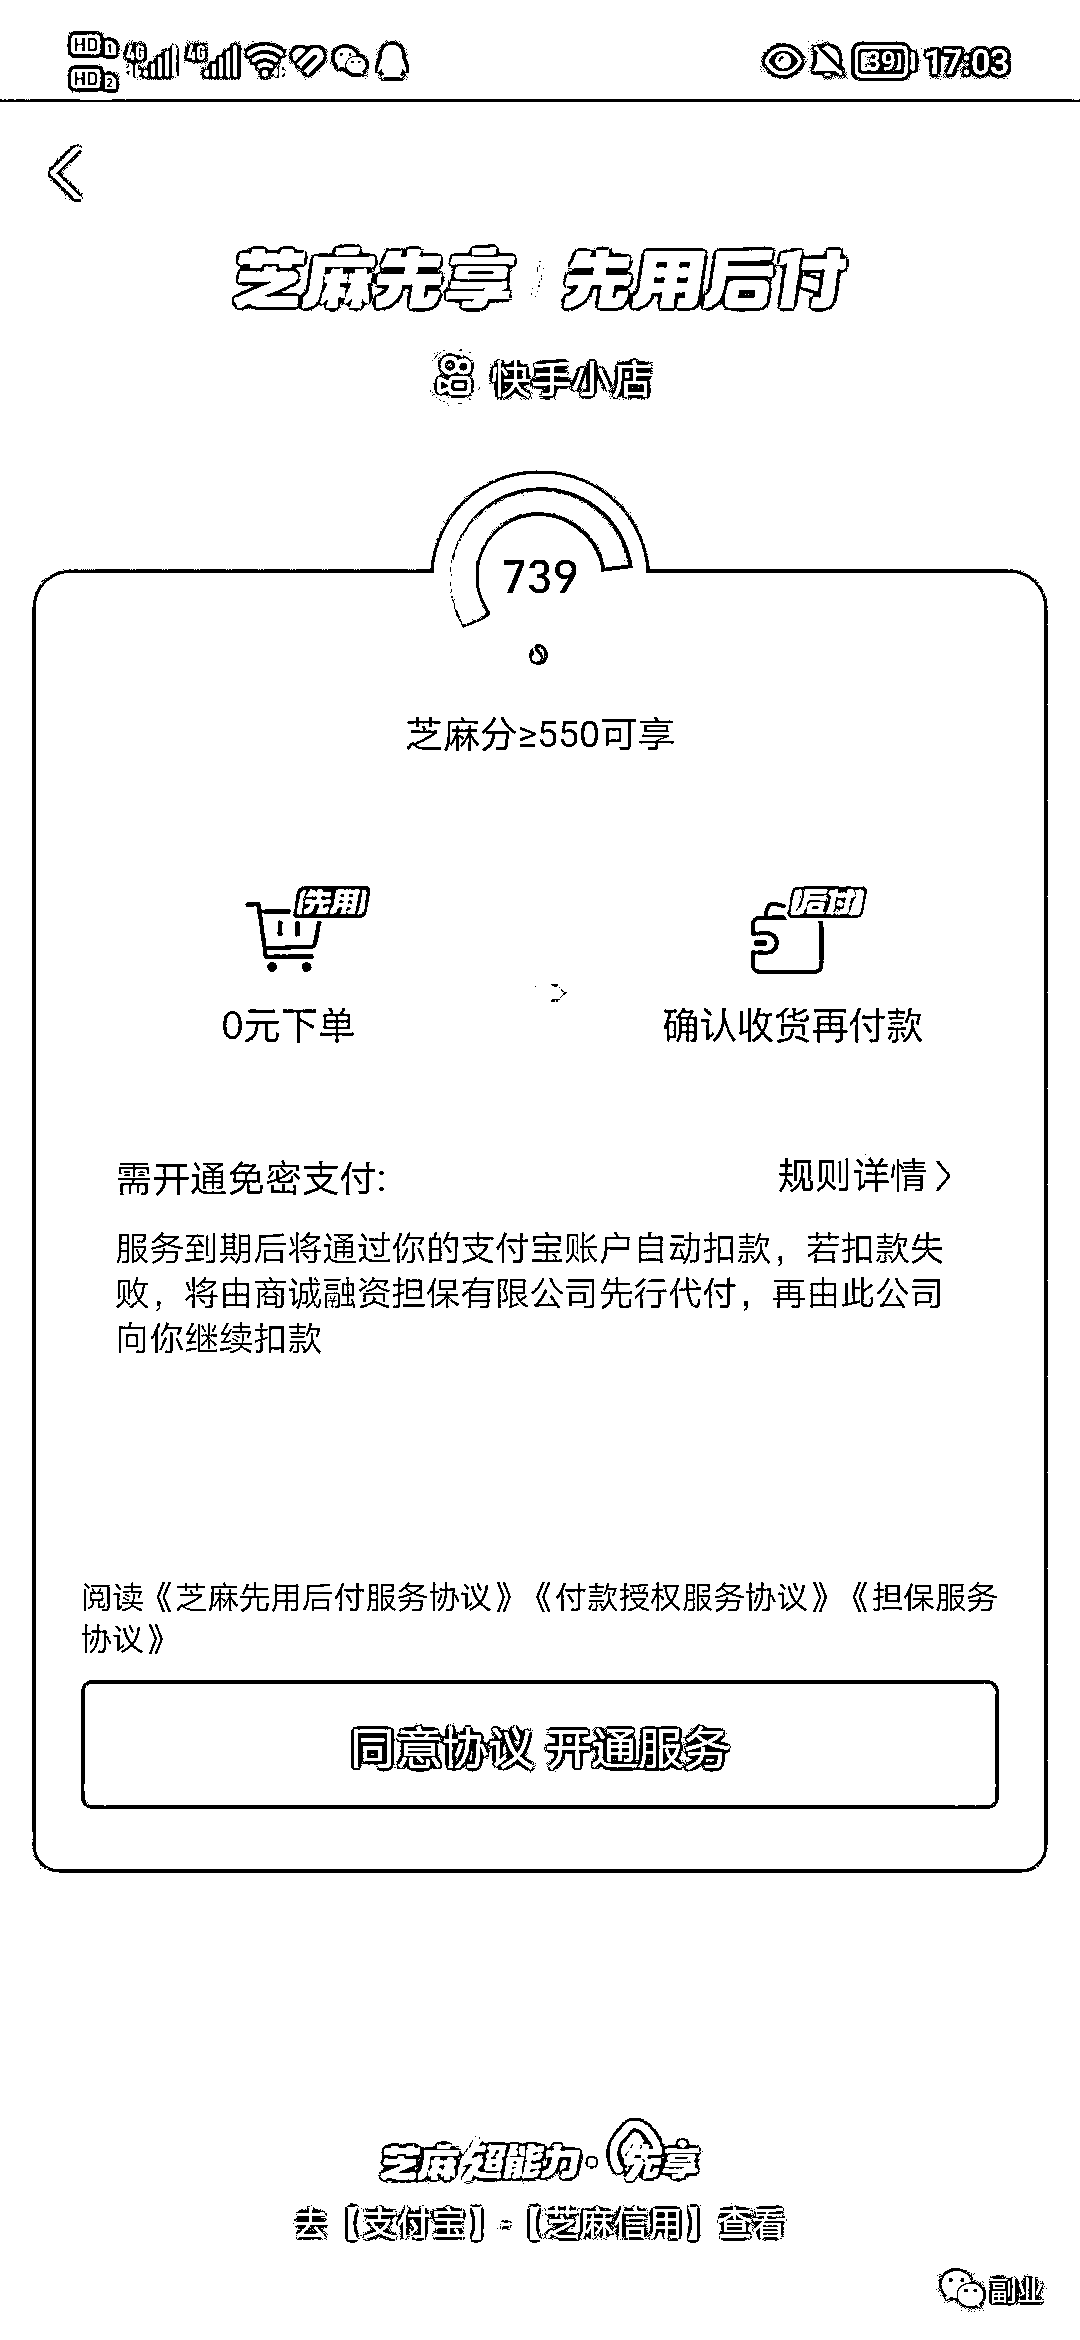 HD 1 4G 4G 39 17:03
HD 2
芝麻先享 先用后付
快手小店
739
芝麻分≥550可享
先用 后付
0元下单 确认收货再付款
需开通免密支付: 规则详情
服务到期后将通过你的支付宝账户自动扣款，若扣款失
败，将由商诚融资担保有限公司先行代付，再由此公司
向你继续扣款
阅读《芝麻先用后付服务协议》《付款授权服务协议》《担保服务
协议》
同意协议 开通服务
芝麻超能力·先享
去【支付宝】-【芝麻信用】查看
副业